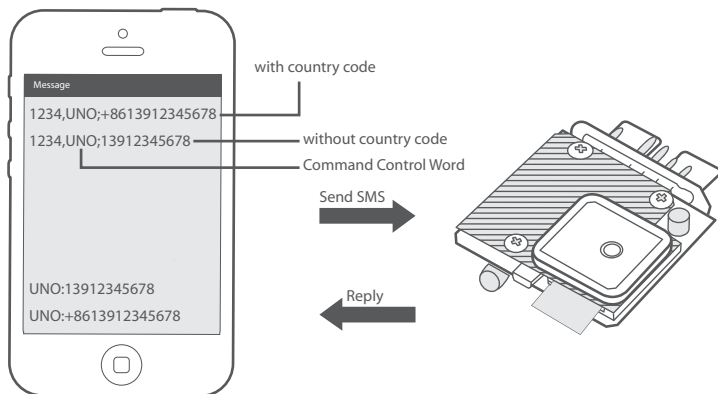 with country code
Message
1234,UNO;+8613912345678
1234,UNO;13912345678
without country code
Command Control Word
Send SMS
Reply
UNO:13912345678
UNO:+8613912345678